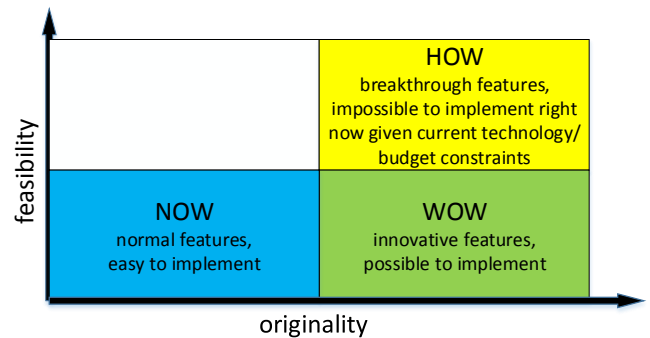 HOW
breakthrough features,
impossible to implement right
now given current technology/
budget constraints
feasibility
NOW
normal features,
easy to implement
WOW
innovative features,
possible to implement
originality